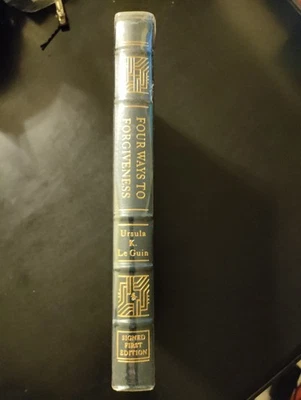 FOUR WAYS TO
FORGIVENESS
Ursula
K.
Le Guin
SIGNED
FIRST
EDITION